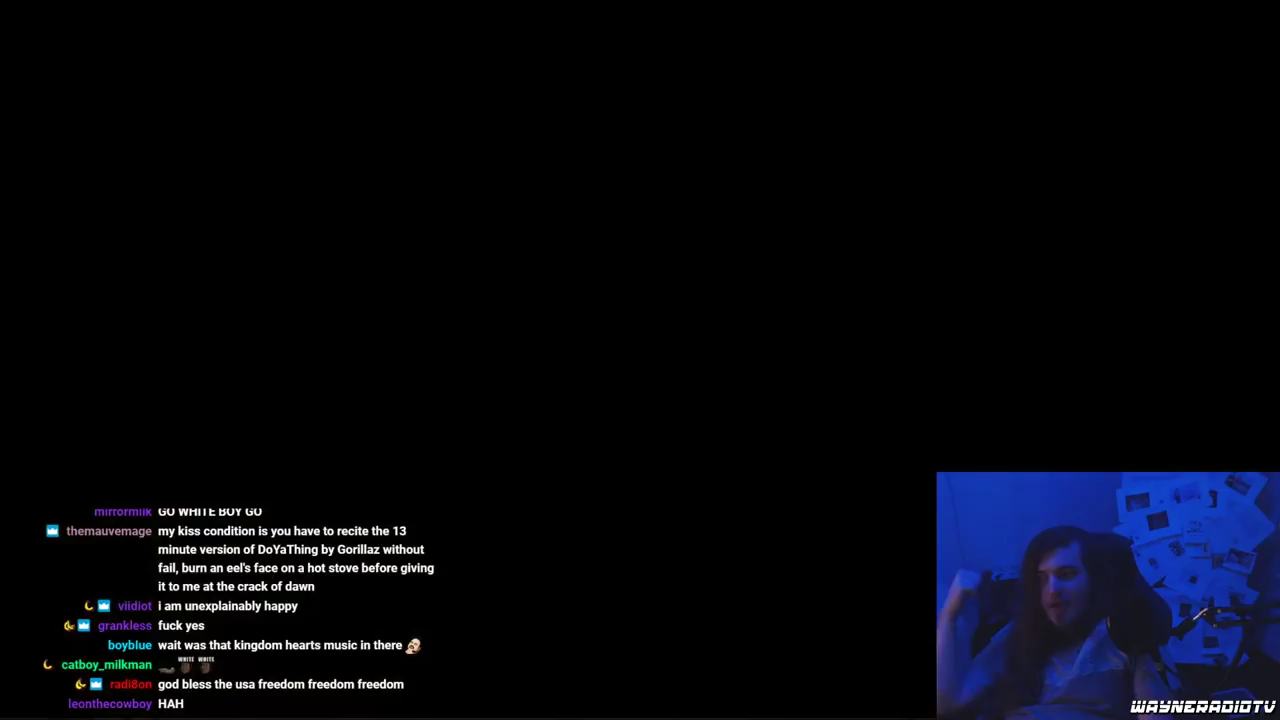 mirrormilk GO WHITE BOY GO
themauvemage my kiss condition is you have to recite the 13
minute version of DoYaThing by Gorillaz without
fail, burn an eel's face on a hot stove before giving
it to me at the crack of dawn
viidiot i am unexplainably happy
grankless fuck yes
boyblue wait was that kingdom hearts music in there
catboy_milkman WHITE WHITE
radi8on god bless the usa freedom freedom freedom
leonthecowboy HAH
WAYNERADIOTV